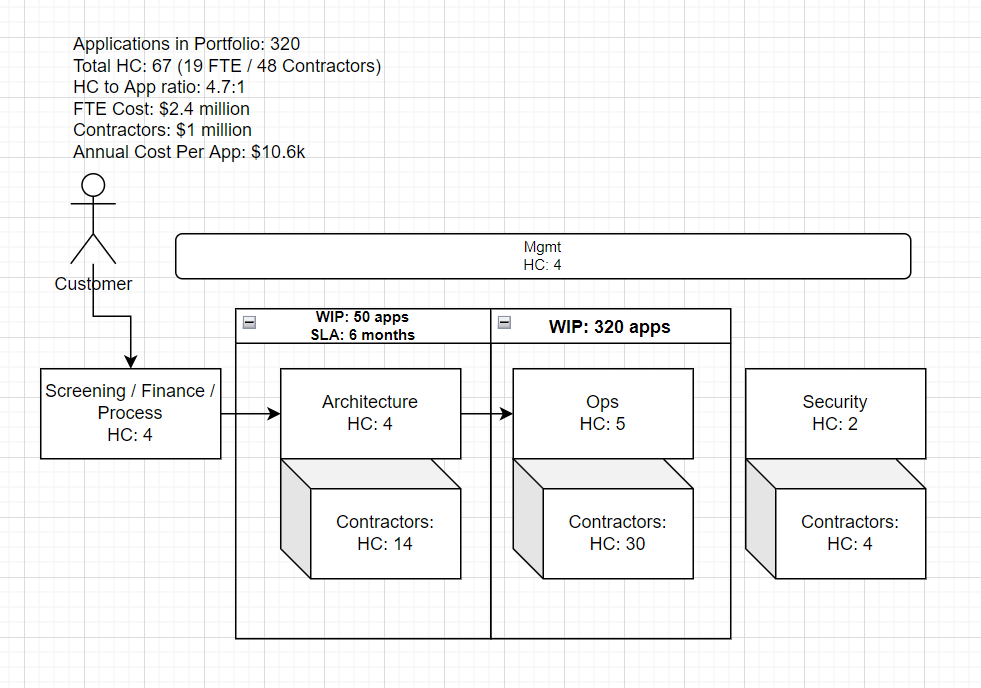 Applications in Portfolio: 320
Total HC: 67 (19 FTE / 48 Contractors)
HC to App ratio: 4.7:1
FTE Cost: $2.4 million
Contractors: $1 million
Annual Cost Per App: $10.6k
Customer
Mgmt
HC: 4
WIP: 50 apps
SLA: 6 months
WIP: 320 apps
Screening / Finance /
Process
HC: 4
Architecture
HC: 4
Ops
HC: 5
Security
HC: 2
Contractors:
HC: 14
Contractors:
HC: 30
Contractors:
HC: 4